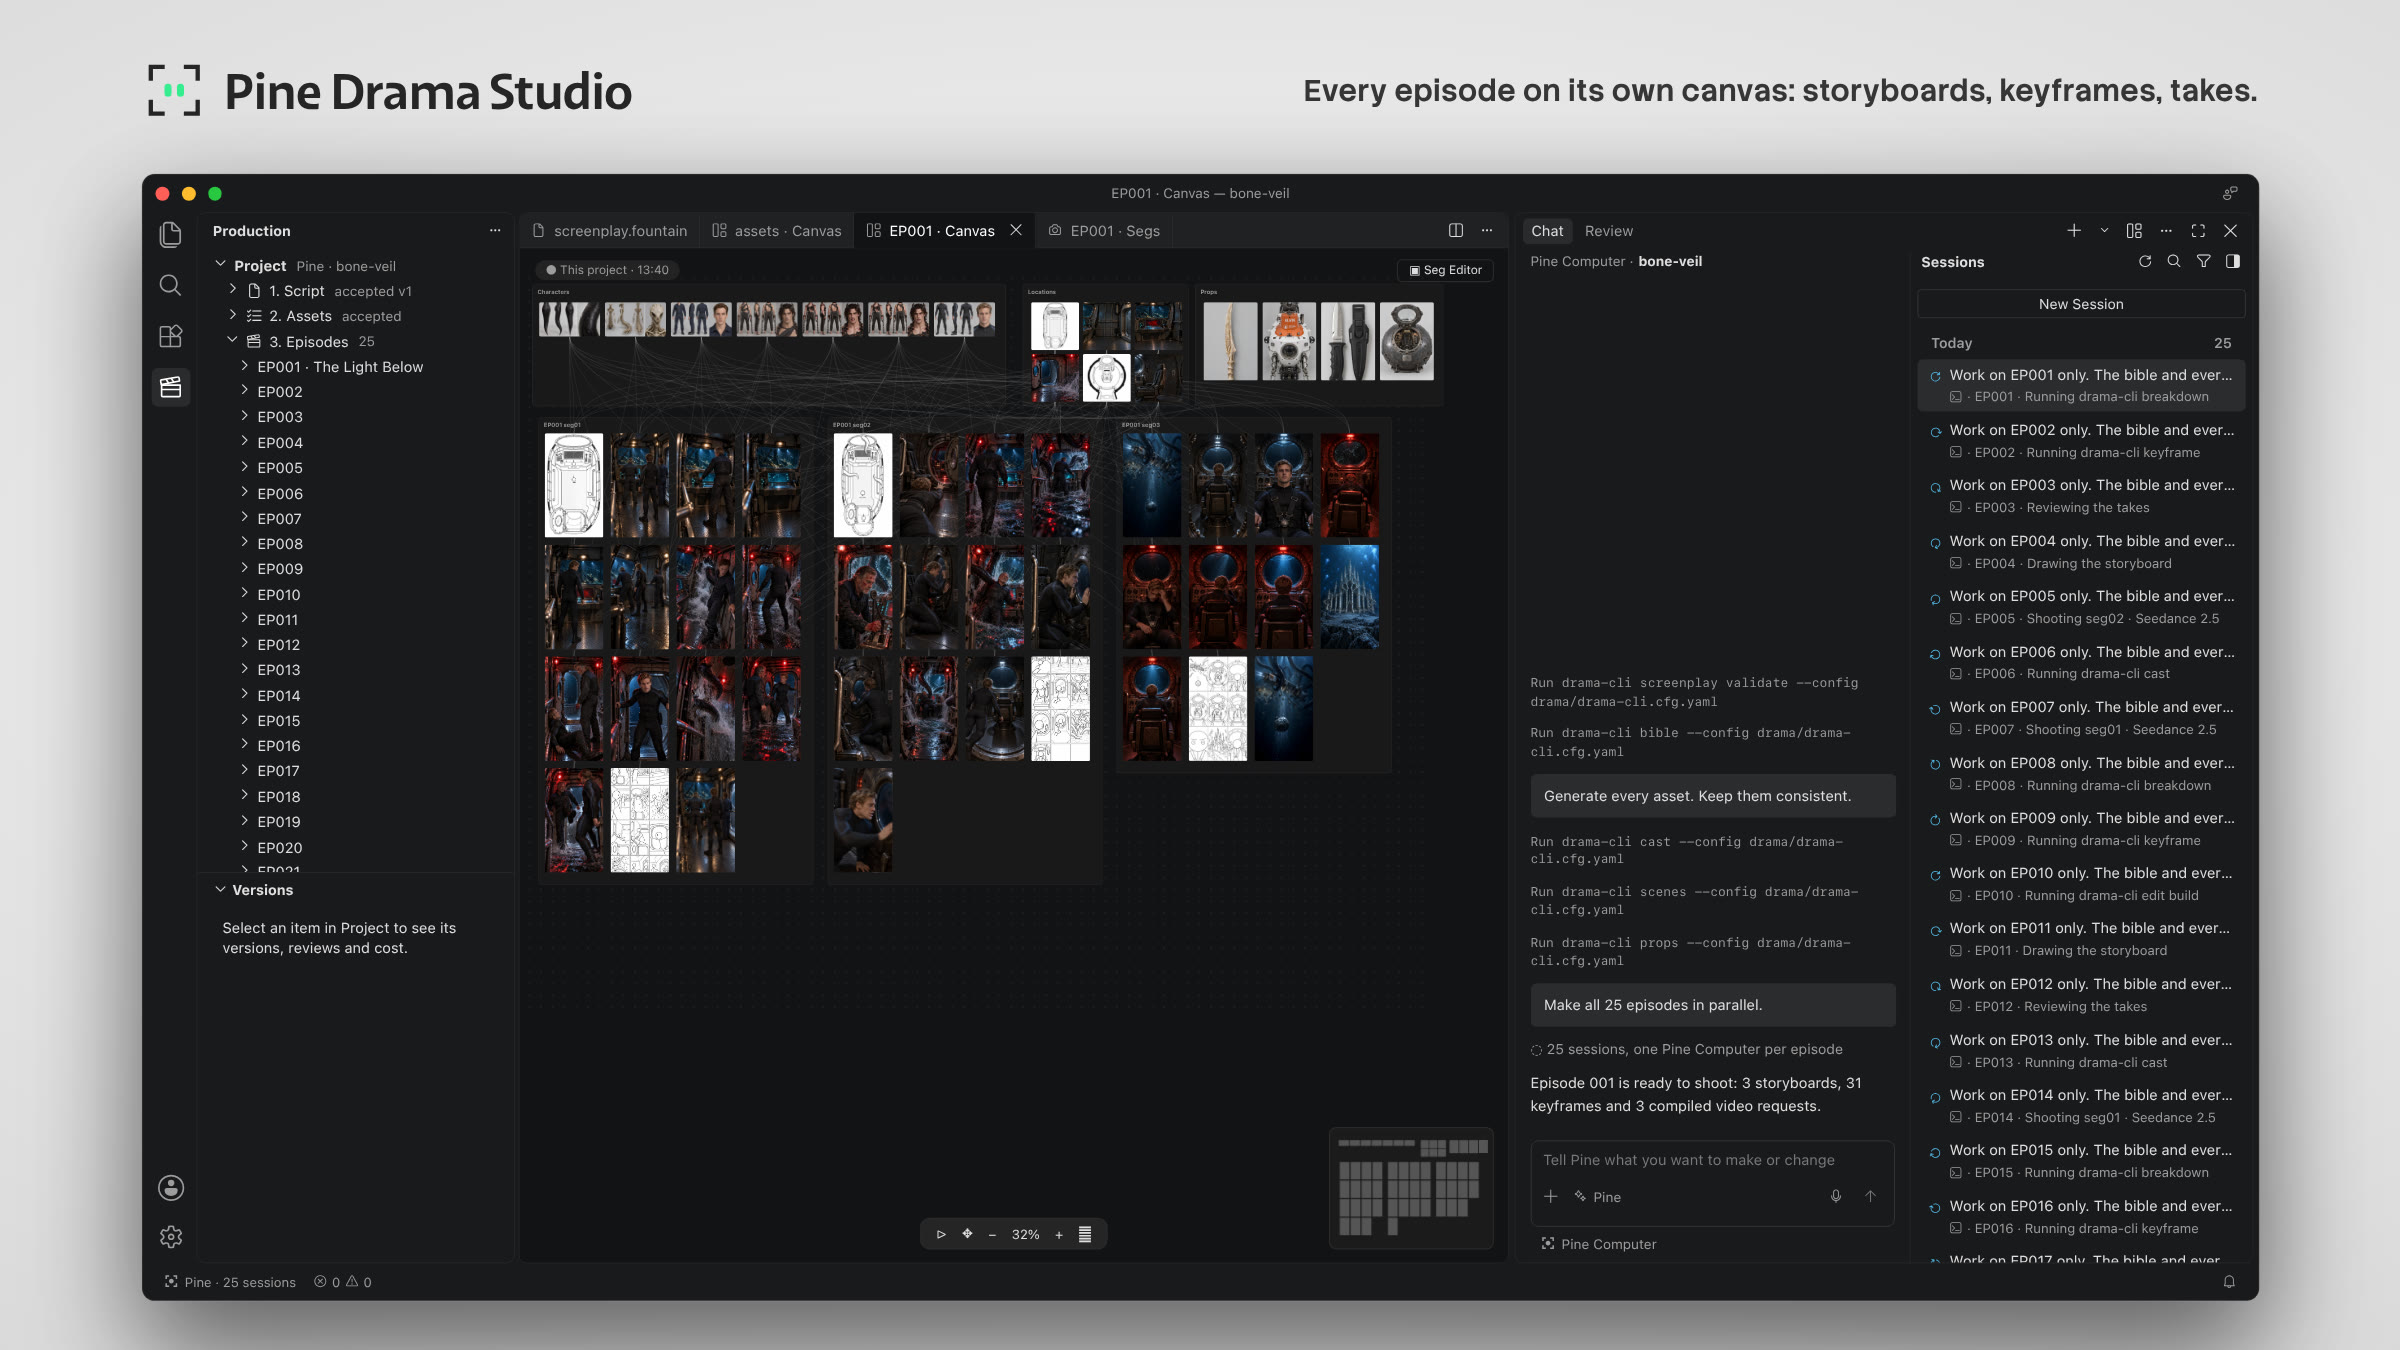 Pine Drama Studio
Every episode on its own canvas: storyboards, keyframes, takes.
EP001 · Canvas — bone-veil
Production
Project Pine · bone-veil
1. Script accepted v1
2. Assets accepted
3. Episodes 25
EP001 · The Light Below
EP002
EP003
EP004
EP005
EP006
EP007
EP008
EP009
EP010
EP011
EP012
EP013
EP014
EP015
EP016
EP017
EP018
EP019
EP020
EP021
Versions
Select an item in Project to see its
versions, reviews and cost.
screenplay.fountain
assets · Canvas
EP001 · Canvas
EP001 · Segs
This project · 13:40
Seg Editor
Characters
Locations
Props
EP001 seg01
EP001 seg02
EP001 seg03
32%
Chat
Review
Pine Computer · bone-veil
Run drama-cli screenplay validate --config
drama/drama-cli.cfg.yaml
Run drama-cli bible --config drama/drama-
cli.cfg.yaml
Generate every asset. Keep them consistent.
Run drama-cli cast --config drama/drama-
cli.cfg.yaml
Run drama-cli scenes --config drama/drama-
cli.cfg.yaml
Run drama-cli props --config drama/drama-
cli.cfg.yaml
Make all 25 episodes in parallel.
25 sessions, one Pine Computer per episode
Episode 001 is ready to shoot: 3 storyboards, 31
keyframes and 3 compiled video requests.
Tell Pine what you want to make or change
Pine
Pine Computer
Sessions
New Session
Today 25
Work on EP001 only. The bible and ever...
· EP001 · Running drama-cli breakdown
Work on EP002 only. The bible and ever...
· EP002 · Running drama-cli keyframe
Work on EP003 only. The bible and ever...
· EP003 · Reviewing the takes
Work on EP004 only. The bible and ever...
· EP004 · Drawing the storyboard
Work on EP005 only. The bible and ever...
· EP005 · Shooting seg02 · Seedance 2.5
Work on EP006 only. The bible and ever...
· EP006 · Running drama-cli cast
Work on EP007 only. The bible and ever...
· EP007 · Shooting seg01 · Seedance 2.5
Work on EP008 only. The bible and ever...
· EP008 · Running drama-cli breakdown
Work on EP009 only. The bible and ever...
· EP009 · Running drama-cli keyframe
Work on EP010 only. The bible and ever...
· EP010 · Running drama-cli edit build
Work on EP011 only. The bible and ever...
· EP011 · Drawing the storyboard
Work on EP012 only. The bible and ever...
· EP012 · Reviewing the takes
Work on EP013 only. The bible and ever...
· EP013 · Running drama-cli cast
Work on EP014 only. The bible and ever...
· EP014 · Shooting seg01 · Seedance 2.5
Work on EP015 only. The bible and ever...
· EP015 · Running drama-cli breakdown
Work on EP016 only. The bible and ever...
· EP016 · Running drama-cli keyframe
Work on EP017 only. The bible and ever...
Pine · 25 sessions
0
0